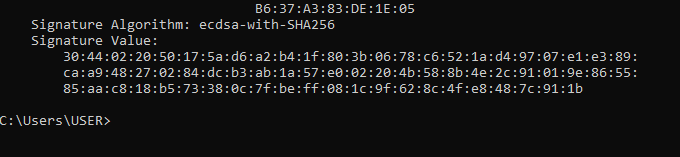 B6:37:A3:83:DE:1E:05
Signature Algorithm: ecdsa-with-SHA256
Signature Value:
30:44:02:20:50:17:5a:d6:a2:b4:1f:80:3b:06:78:c6:52:1a:d4:97:07:e1:e3:89:
ca:a9:48:27:02:84:dc:b3:ab:1a:57:e0:02:20:4b:58:8b:4e:2c:91:01:9e:86:55:
85:aa:c8:18:b5:73:38:0c:7f:be:ff:08:1c:9f:62:8c:4f:e8:48:7c:91:1b
C:\Users\USER>